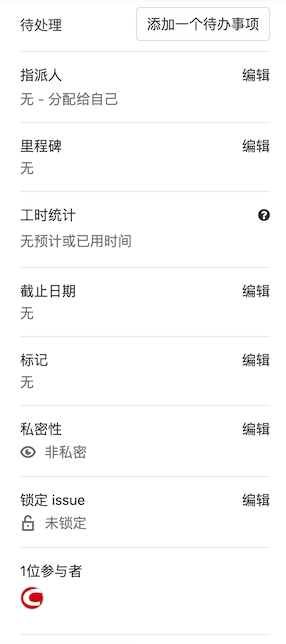 待处理 添加一个待办事项
指派人 编辑
无 - 分配给自己
里程碑 编辑
无
工时统计
无预计或已用时间
截止日期 编辑
无
标记 编辑
无
私密性 编辑
非私密
锁定 issue 编辑
未锁定
1位参与者